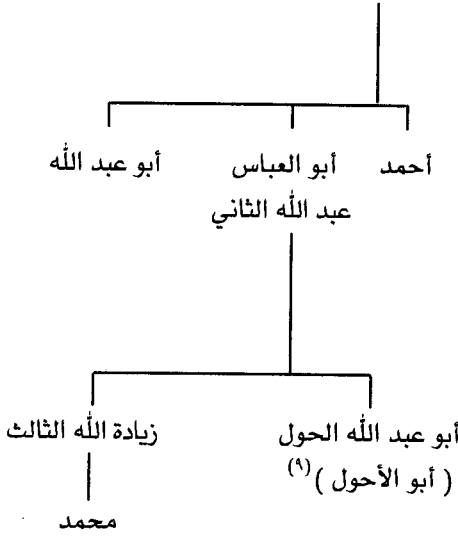 أحمد أبو العباس أبو عبد الله
عبد الله الثاني
أبو عبد الله الحول زيادة الله الثالث
( أبو الأحول )(٩)
محمد